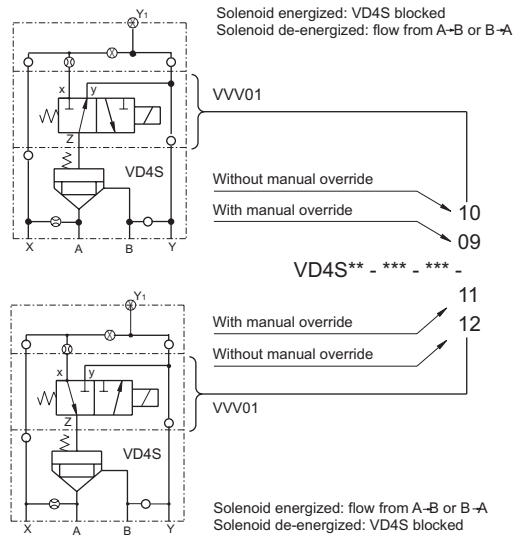 Y1
Solenoid energized: VD4S blocked
Solenoid de-energized: flow from A→B or B→A
x y
VVV01
Z
VD4S
Without manual override
With manual override
10
09
X A B Y
VD4S** - *** - *** -
11
12
With manual override
Without manual override
Y1
x y
VVV01
Z
VD4S
X A B Y
Solenoid energized: flow from A→B or B→A
Solenoid de-energized: VD4S blocked